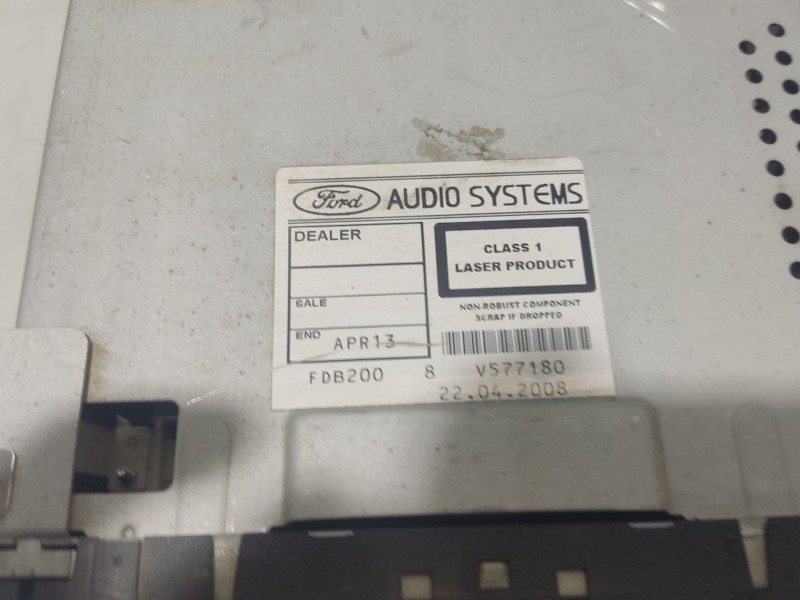 Ford AUDIO SYSTEMS
DEALER
SALE
END APR13
CLASS 1
LASER PRODUCT
NON-ROBUST COMPONENT
SCRAP IF DROPPED
FDB200 8 V577180
22.04.2008